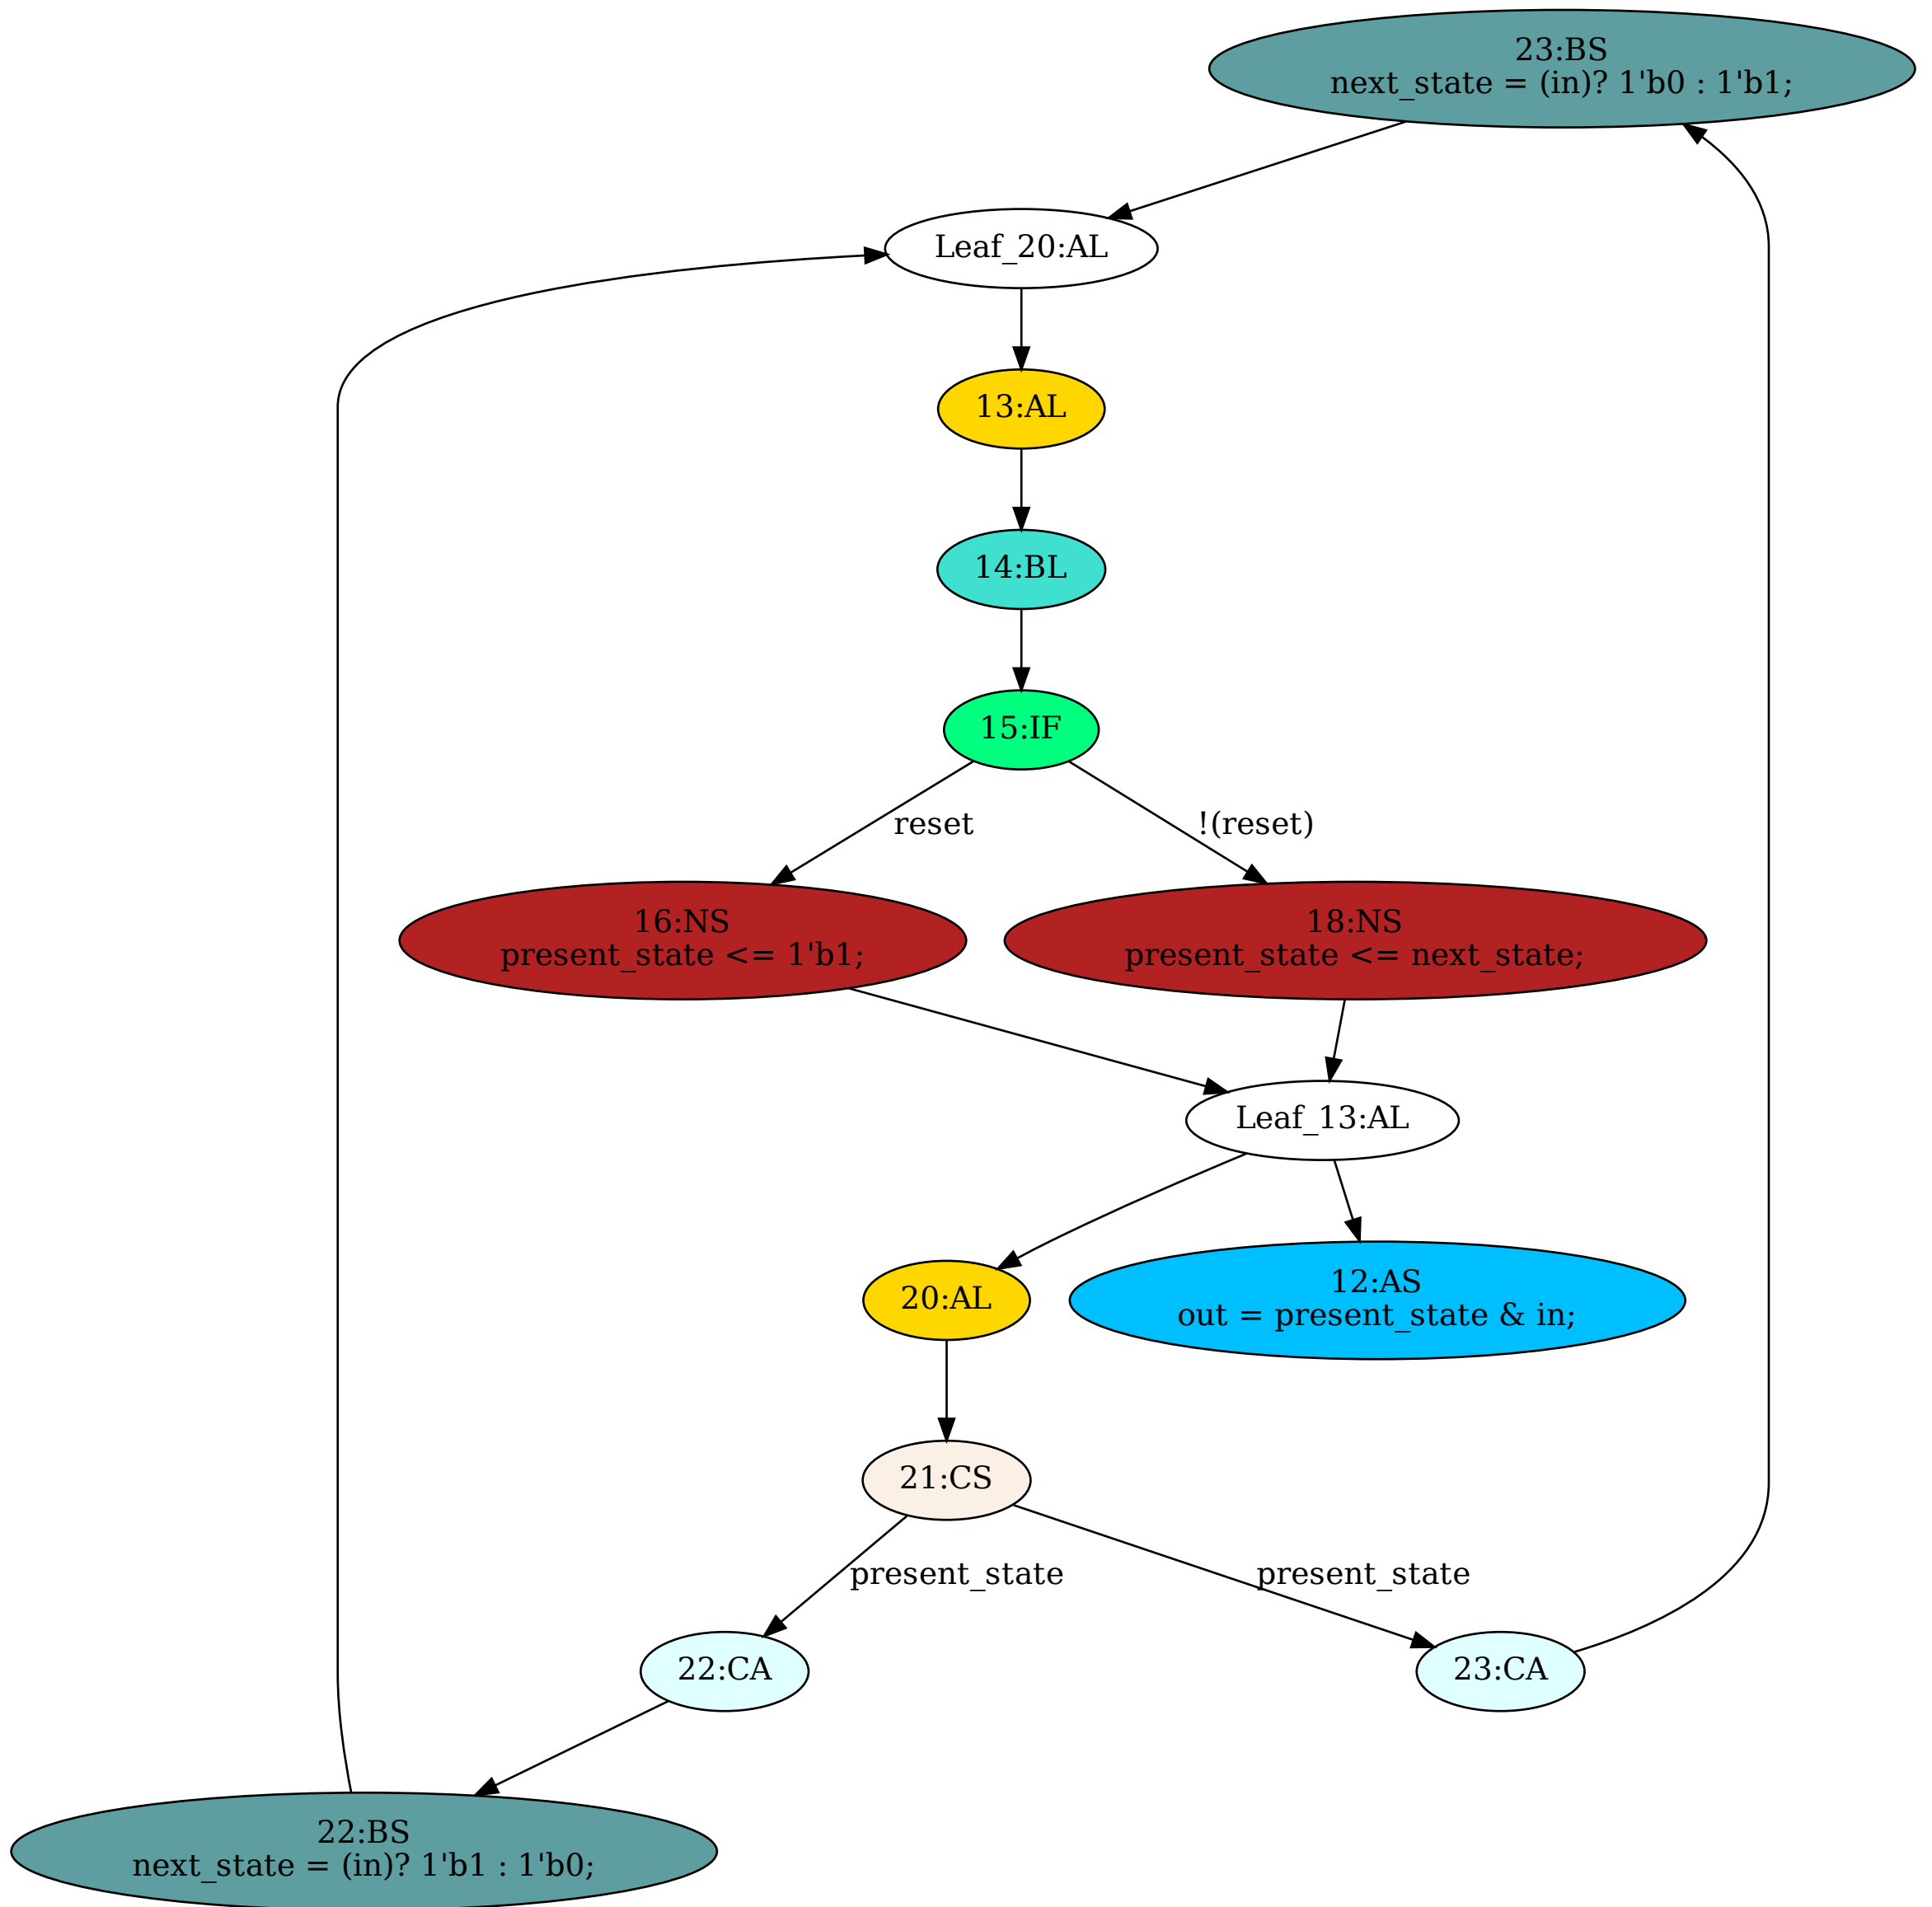 23:BS
next_state = (in)? 1'b0 : 1'b1;
Leaf_20:AL
13:AL
14:BL
15:IF
reset
!(reset)
16:NS
present_state <= 1'b1;
18:NS
present_state <= next_state;
Leaf_13:AL
20:AL
12:AS
out = present_state & in;
21:CS
present_state
present_state
22:CA
23:CA
22:BS
next_state = (in)? 1'b1 : 1'b0;